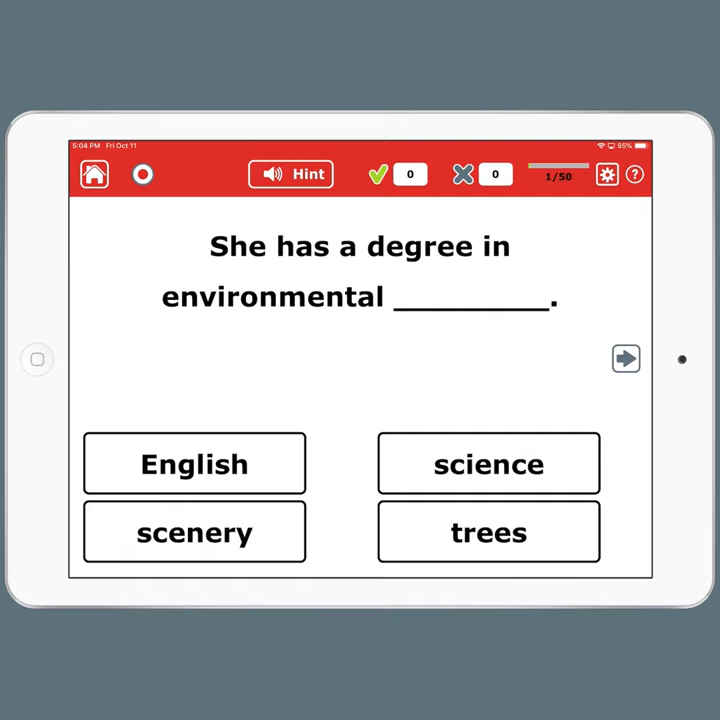 5:04 PM Fri Oct 11
95%
Hint
0
0
1/50
?
She has a degree in
environmental __________.
English
science
scenery
trees